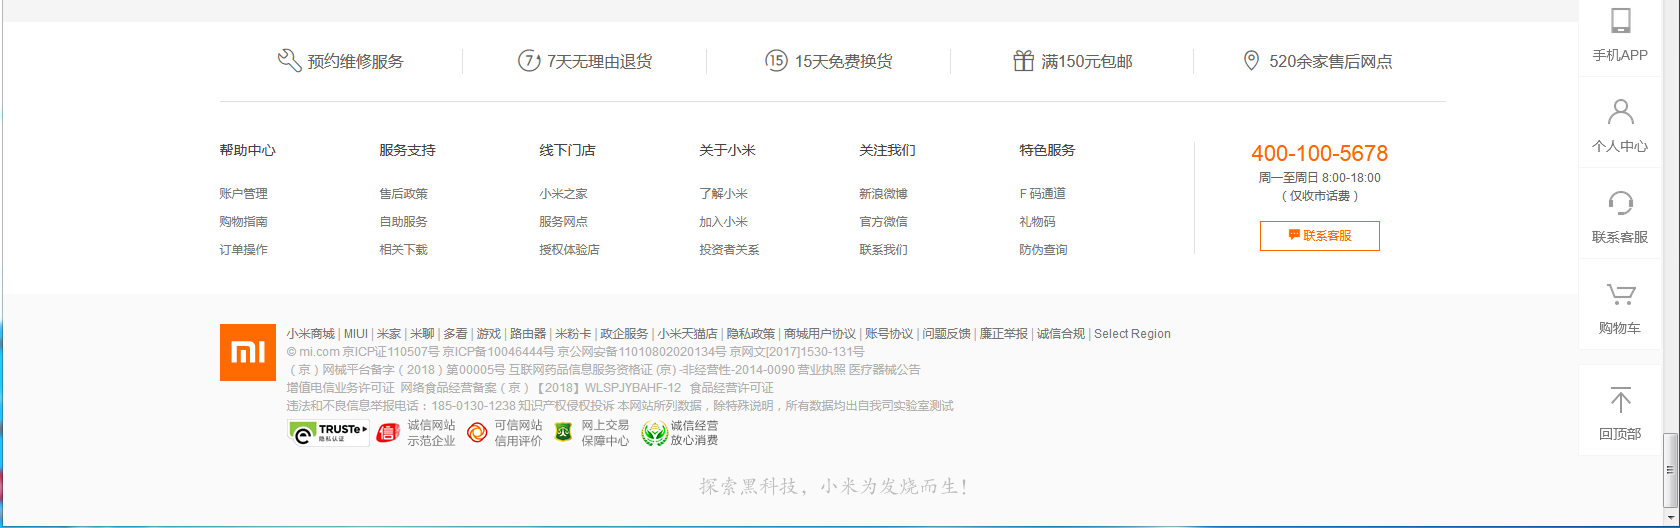 预约维修服务
7 7天无理由退货
15 15天免费换货
满150元包邮
520余家售后网点
帮助中心
账户管理
购物指南
订单操作
服务支持
售后政策
自助服务
相关下载
线下门店
小米之家
服务网点
授权体验店
关于小米
了解小米
加入小米
投资者关系
关注我们
新浪微博
官方微信
联系我们
特色服务
F 码通道
礼物码
防伪查询
400-100-5678
周一至周日 8:00-18:00
（仅收市话费）
联系客服
手机APP
个人中心
联系客服
购物车
回顶部
mi
小米商城 | MIUI | 米家 | 米聊 | 多看 | 游戏 | 路由器 | 米粉卡 | 政企服务 | 小米天猫店 | 隐私政策 | 商城用户协议 | 账号协议 | 问题反馈 | 廉正举报 | 诚信合规 | Select Region
© mi.com 京ICP证110507号 京ICP备10046444号 京公网安备11010802020134号 京网文[2017]1530-131号
（京）网械平台备字（2018）第00005号 互联网药品信息服务资格证 (京) -非经营性-2014-0090 营业执照 医疗器械公告
增值电信业务许可证 网络食品经营备案（京）【2018】WLSPJYBAHF-12 食品经营许可证
违法和不良信息举报电话：185-0130-1238 知识产权侵权投诉 本网站所列数据，除特殊说明，所有数据均出自我司实验室测试
TRUSTe
隐私认证
信
诚信网站
示范企业
可信网站
信用评价
网上交易
保障中心
诚信经营
放心消费
探索黑科技，小米为发烧而生！